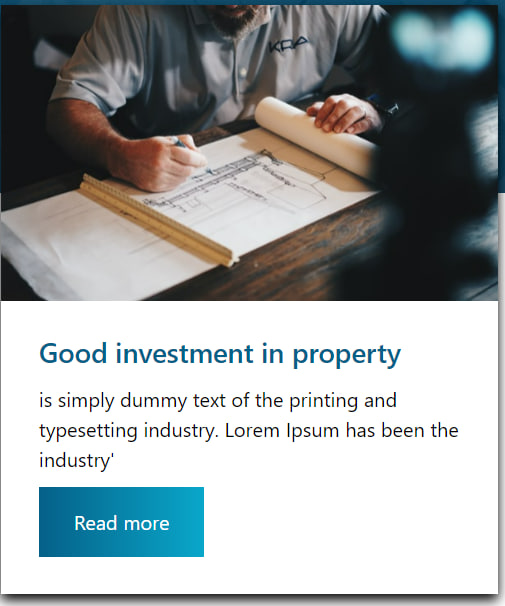 KRA
Good investment in property
is simply dummy text of the printing and
typesetting industry. Lorem Ipsum has been the
industry'
Read more